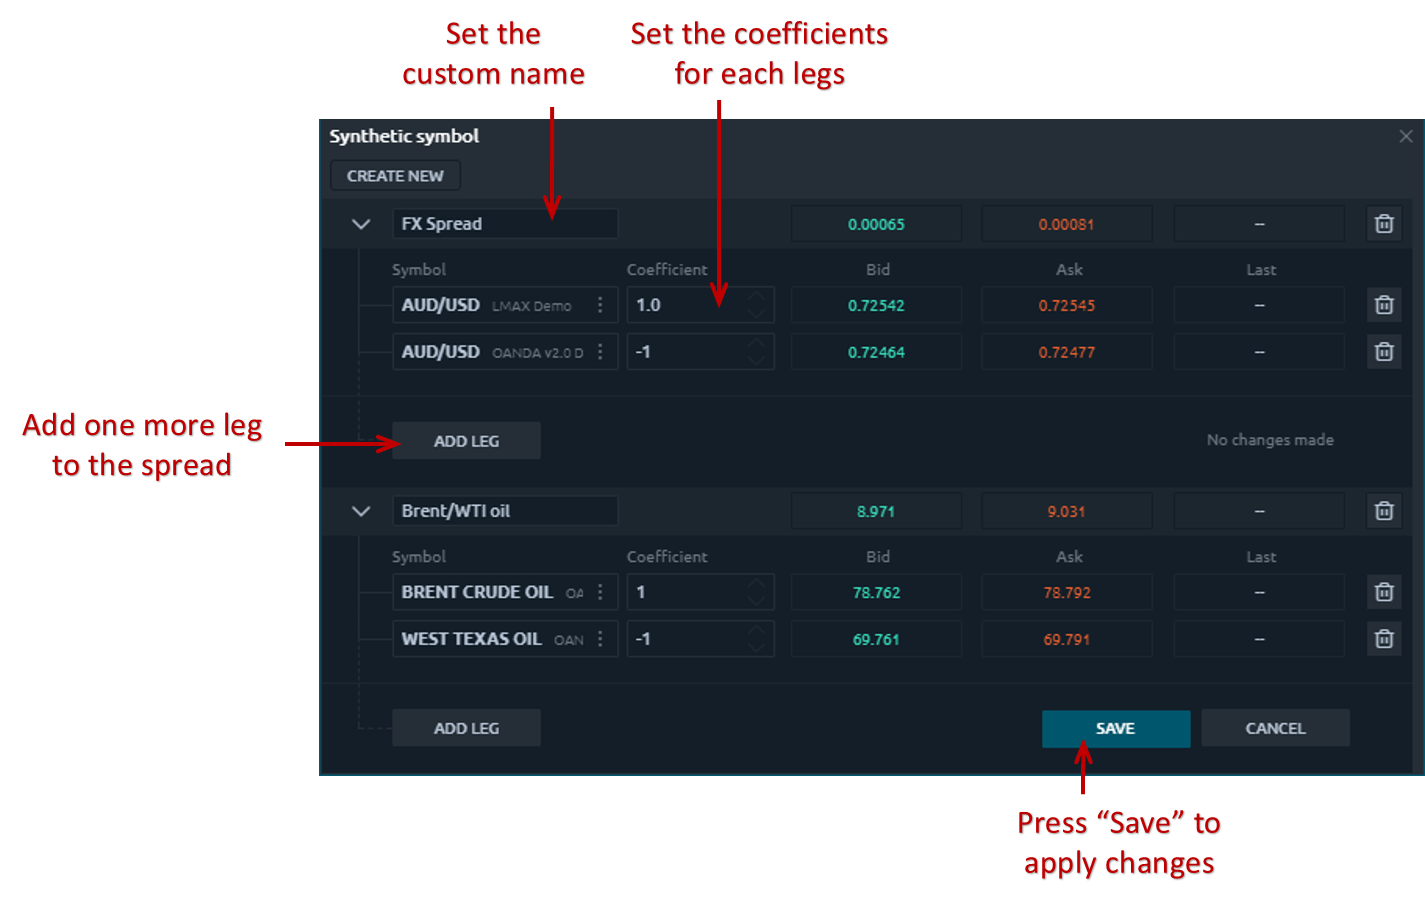 Set the
custom name
Set the coefficients
for each legs
Synthetic symbol
CREATE NEW
FX Spread 0.00065 0.00081 –
Symbol Coefficient Bid Ask Last
AUD/USD LMAX Demo 1.0 0.72542 0.72545 –
AUD/USD OANDA v2.0 D -1 0.72464 0.72477 –
Add one more leg
to the spread
ADD LEG No changes made
Brent/WTI oil 8.971 9.031 –
Symbol Coefficient Bid Ask Last
BRENT CRUDE OIL OA 1 78.762 78.792 –
WEST TEXAS OIL OAN -1 69.761 69.791 –
ADD LEG SAVE CANCEL
Press “Save” to
apply changes